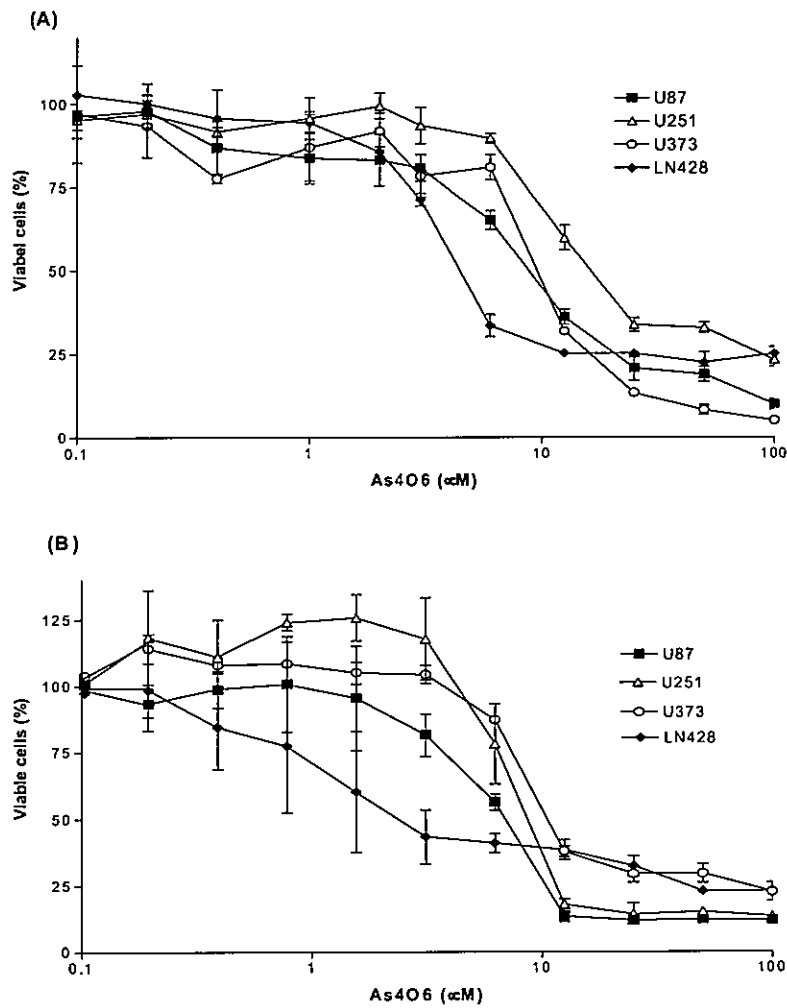 (A)
100
75
50
25
0
Viabel cells (%)
U87
U251
U373
LN428
0.1
1
10
100
As4O6 (∝M)
(B)
125
100
75
50
25
0
Viable cells (%)
U87
U251
U373
LN428
0.1
1
10
100
As4O6 (∝M)